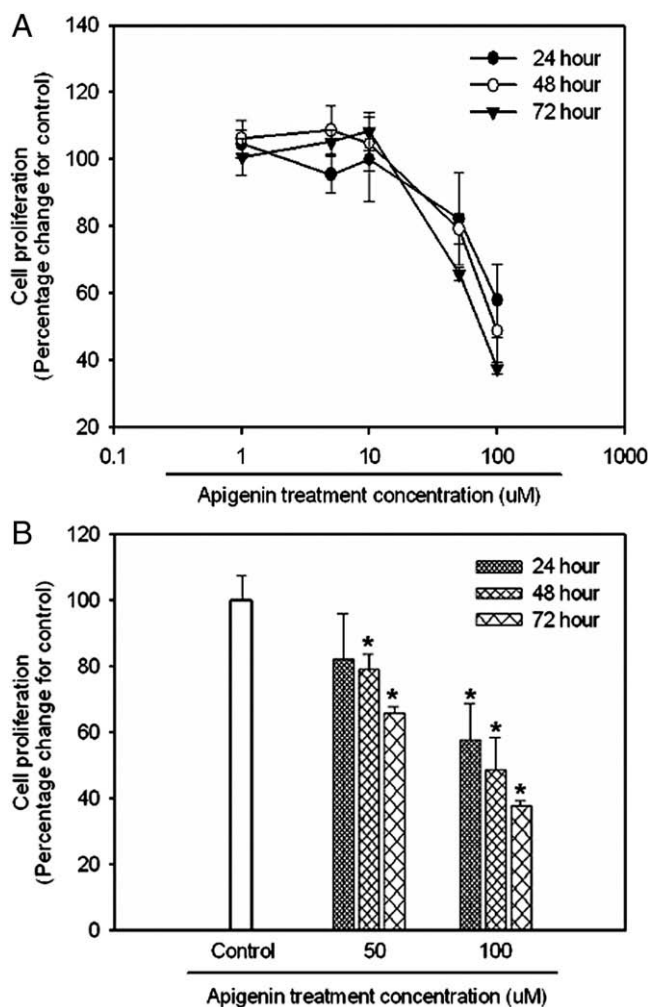 A
Cell proliferation
(Percentage change for control)
140
120
100
80
60
40
20
24 hour
48 hour
72 hour
0.1 1 10 100 1000
Apigenin treatment concentration (uM)
B
Cell proliferation
(Percentage change for control)
120
100
80
60
40
20
0
24 hour
48 hour
72 hour
* * * * *
Control 50 100
Apigenin treatment concentration (uM)